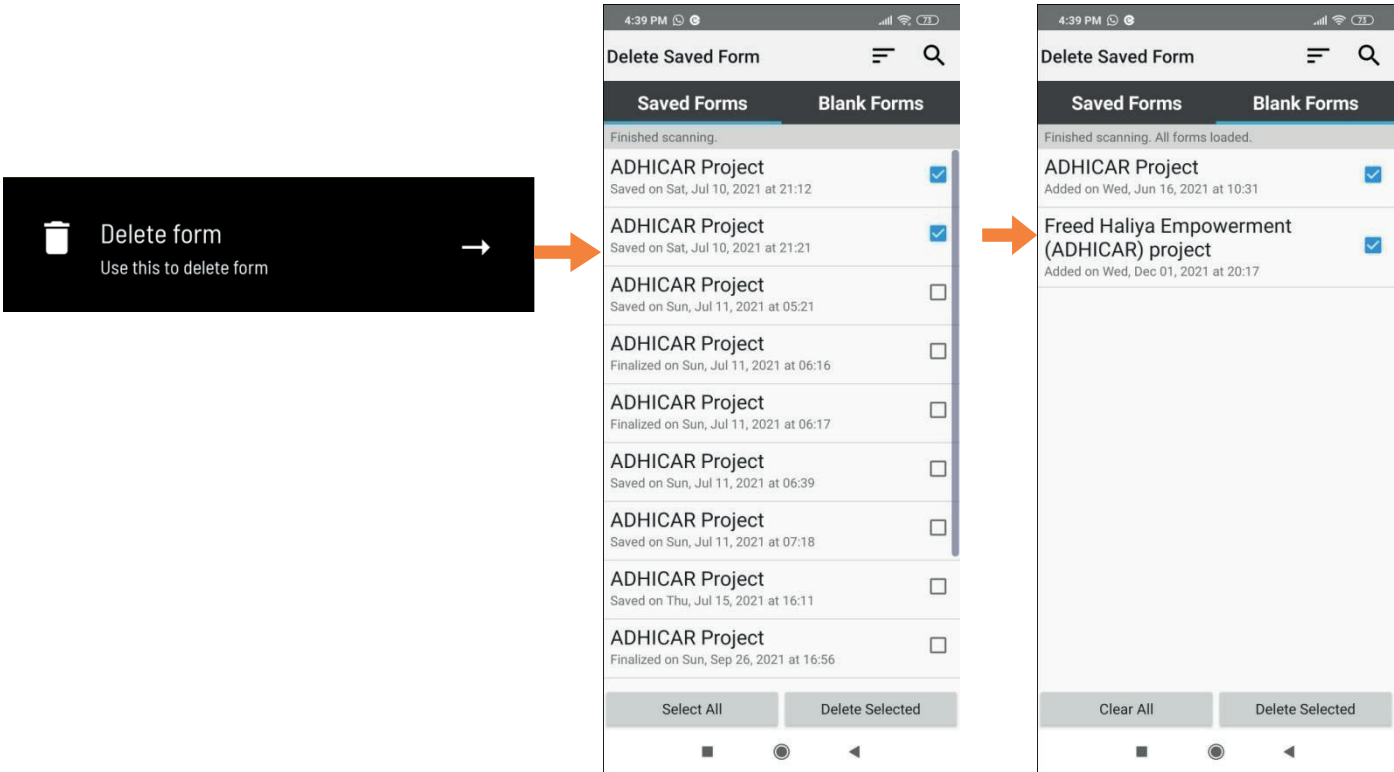 Delete form
Use this to delete form
4:39 PM
73
Delete Saved Form
Saved Forms Blank Forms
Finished scanning.
ADHICAR Project
Saved on Sat, Jul 10, 2021 at 21:12
ADHICAR Project
Saved on Sat, Jul 10, 2021 at 21:21
ADHICAR Project
Saved on Sun, Jul 11, 2021 at 05:21
ADHICAR Project
Finalized on Sun, Jul 11, 2021 at 06:16
ADHICAR Project
Finalized on Sun, Jul 11, 2021 at 06:17
ADHICAR Project
Saved on Sun, Jul 11, 2021 at 06:39
ADHICAR Project
Saved on Sun, Jul 11, 2021 at 07:18
ADHICAR Project
Saved on Thu, Jul 15, 2021 at 16:11
ADHICAR Project
Finalized on Sun, Sep 26, 2021 at 16:56
Select All Delete Selected
4:39 PM
73
Delete Saved Form
Saved Forms Blank Forms
Finished scanning. All forms loaded.
ADHICAR Project
Added on Wed, Jun 16, 2021 at 10:31
Freed Haliya Empowerment
(ADHICAR) project
Added on Wed, Dec 01, 2021 at 20:17
Clear All Delete Selected